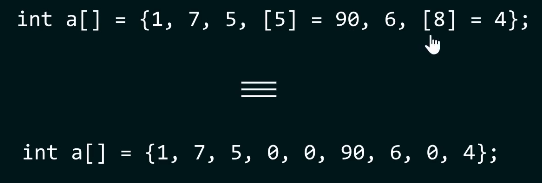 int a[] = {1, 7, 5, [5] = 90, 6, [8] = 4};
int a[] = {1, 7, 5, 0, 0, 90, 6, 0, 4};